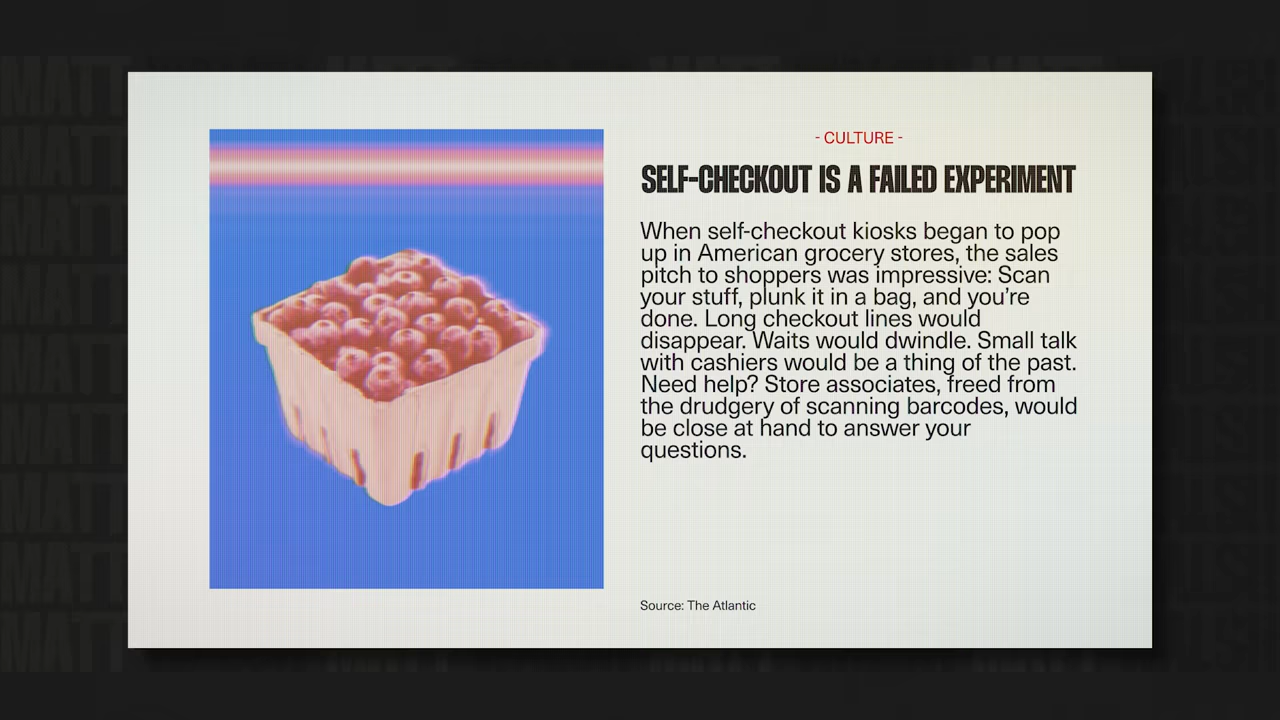 - CULTURE -
SELF-CHECKOUT IS A FAILED EXPERIMENT
When self-checkout kiosks began to pop
up in American grocery stores, the sales
pitch to shoppers was impressive: Scan
your stuff, plunk it in a bag, and you’re
done. Long checkout lines would
disappear. Waits would dwindle. Small talk
with cashiers would be a thing of the past.
Need help? Store associates, freed from
the drudgery of scanning barcodes, would
be close at hand to answer your
questions.
Source: The Atlantic